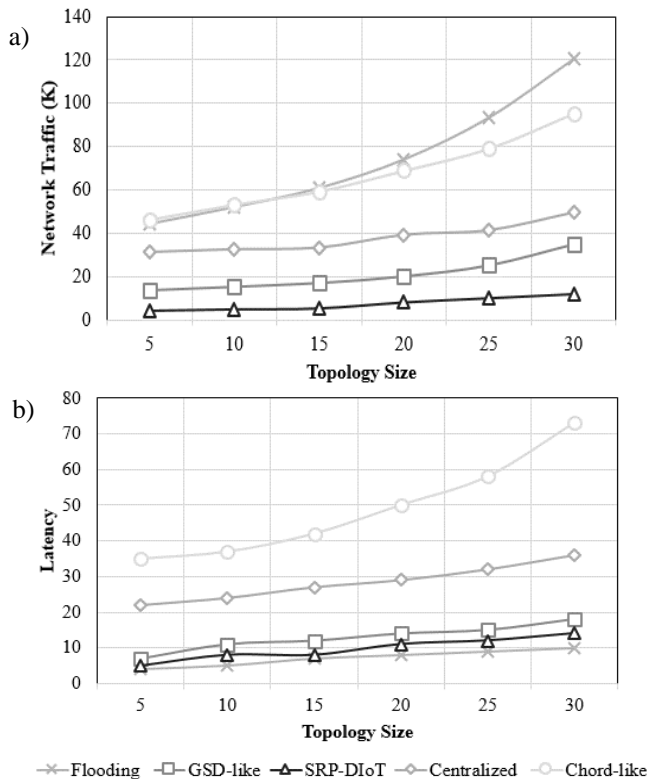 a)
Network Traffic (K)
140
120
100
80
60
40
20
0
5 10 15 20 25 30
Topology Size
b)
Latency
80
70
60
50
40
30
20
10
0
5 10 15 20 25 30
Topology Size
Flooding GSD-like SRP-DIoT Centralized Chord-like